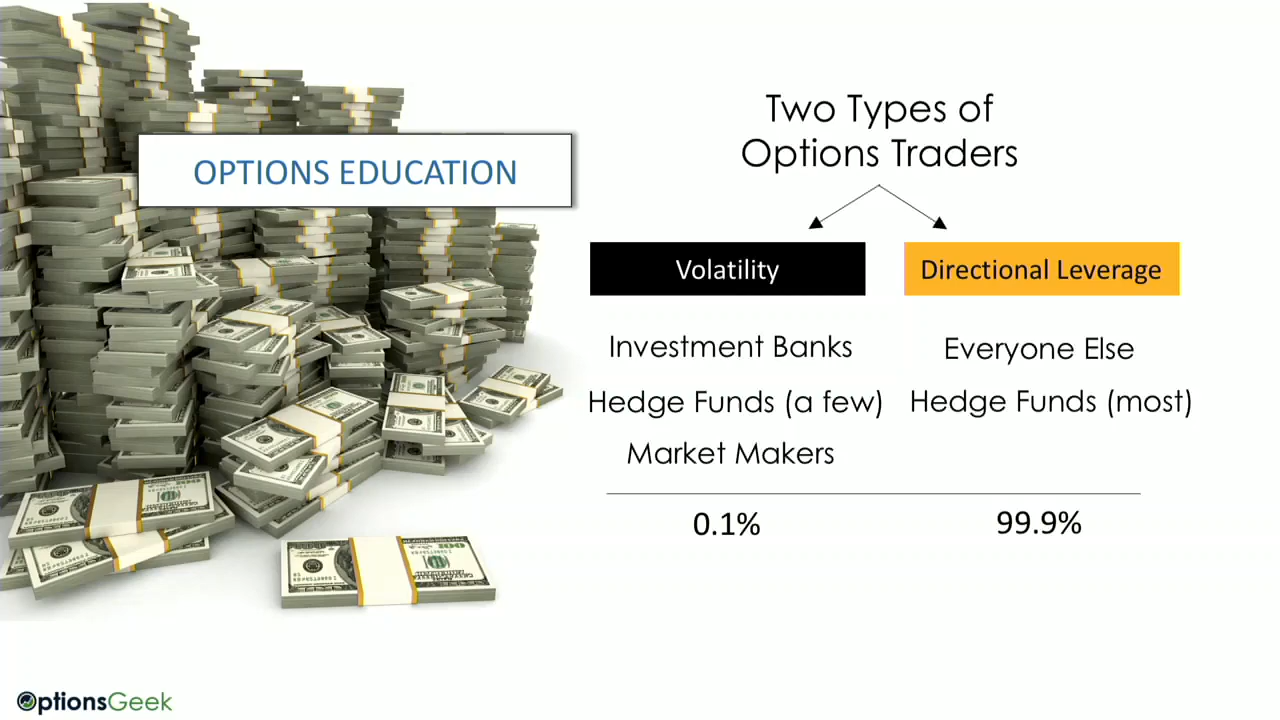 OPTIONS EDUCATION
Two Types of
Options Traders
Volatility
Directional Leverage
Investment Banks
Everyone Else
Hedge Funds (a few)
Hedge Funds (most)
Market Makers
0.1%
99.9%
OptionsGeek